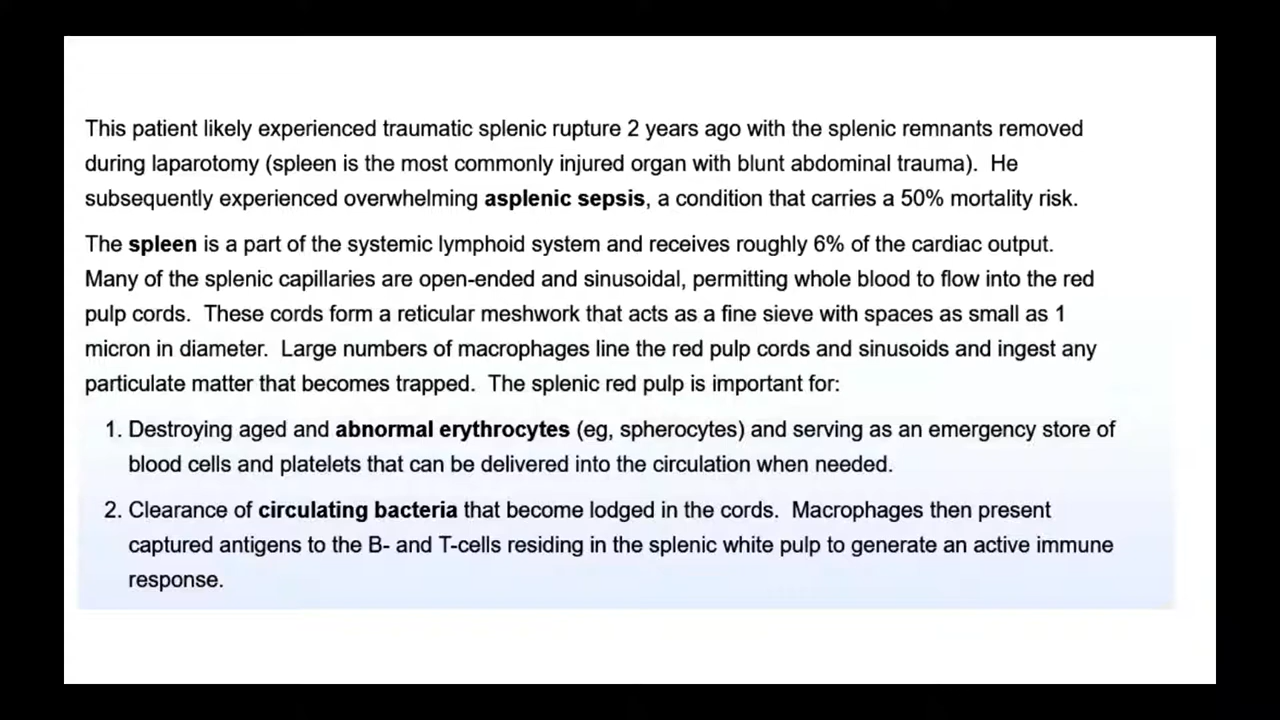 This patient likely experienced traumatic splenic rupture 2 years ago with the splenic remnants removed
during laparotomy (spleen is the most commonly injured organ with blunt abdominal trauma).  He
subsequently experienced overwhelming asplenic sepsis, a condition that carries a 50% mortality risk.
The spleen is a part of the systemic lymphoid system and receives roughly 6% of the cardiac output.
Many of the splenic capillaries are open-ended and sinusoidal, permitting whole blood to flow into the red
pulp cords.  These cords form a reticular meshwork that acts as a fine sieve with spaces as small as 1
micron in diameter.  Large numbers of macrophages line the red pulp cords and sinusoids and ingest any
particulate matter that becomes trapped.  The splenic red pulp is important for:
1. Destroying aged and abnormal erythrocytes (eg, spherocytes) and serving as an emergency store of
blood cells and platelets that can be delivered into the circulation when needed.
2. Clearance of circulating bacteria that become lodged in the cords.  Macrophages then present
captured antigens to the B- and T-cells residing in the splenic white pulp to generate an active immune
response.